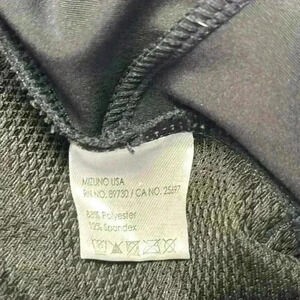 MIZUNO USA
RN NO. 89730 / CA NO. 25697
88% Polyester
12% Spandex